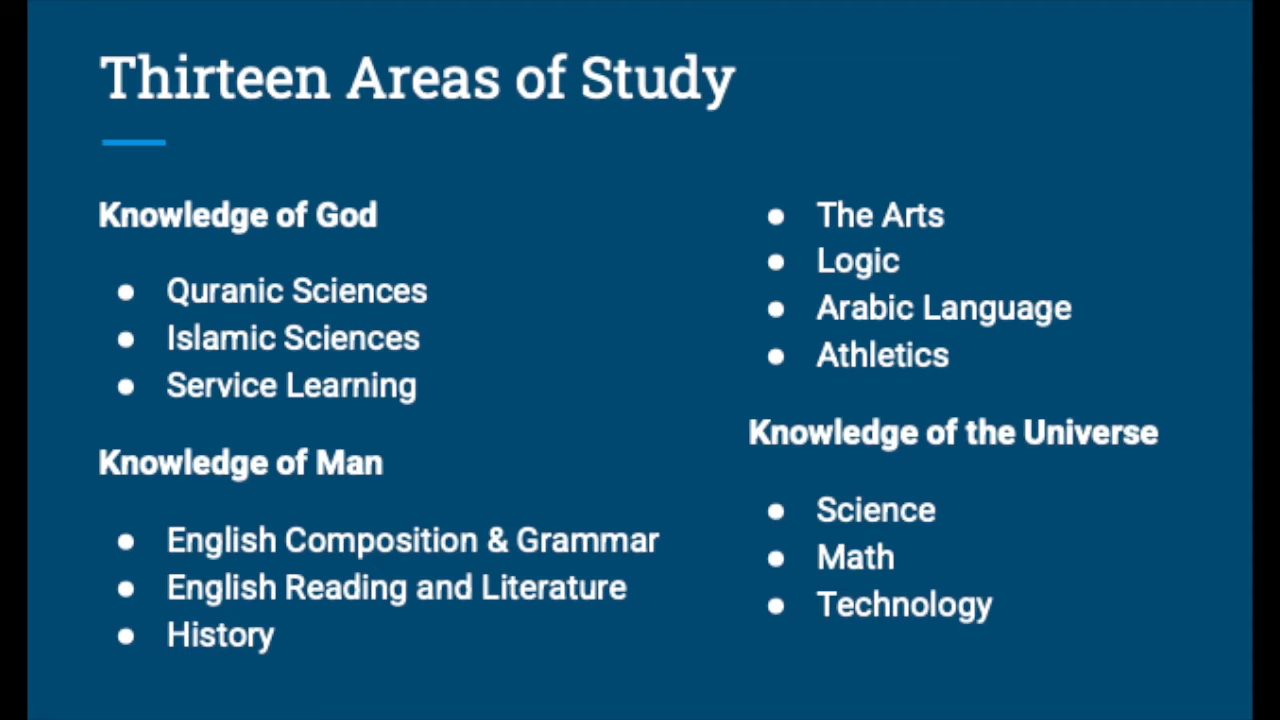 Thirteen Areas of Study
Knowledge of God
● Quranic Sciences
● Islamic Sciences
● Service Learning
Knowledge of Man
● English Composition & Grammar
● English Reading and Literature
● History
● The Arts
● Logic
● Arabic Language
● Athletics
Knowledge of the Universe
● Science
● Math
● Technology